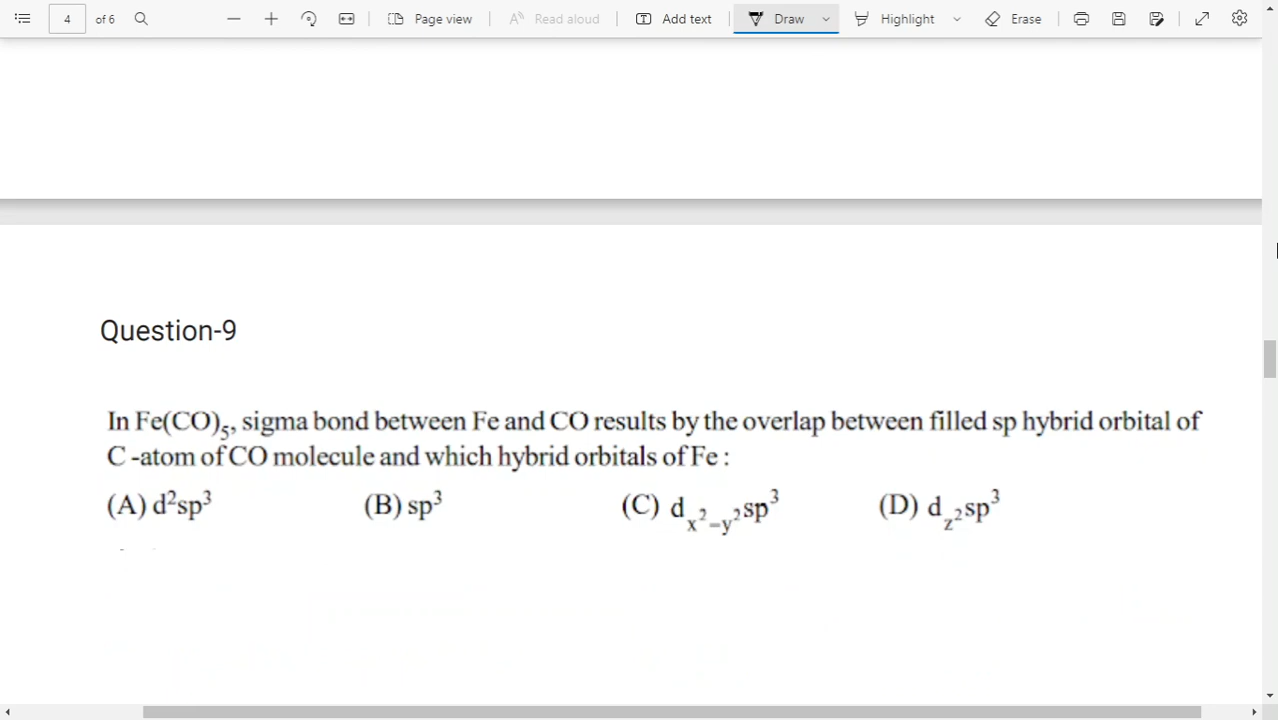 4 of 6 Page view Read aloud Add text Draw Highlight Erase
Question-9
In Fe(CO)₅, sigma bond between Fe and CO results by the overlap between filled sp hybrid orbital of
C -atom of CO molecule and which hybrid orbitals of Fe :
(A) d²sp³ (B) sp³ (C) dₓ²₋ᵧ²sp³ (D) d_z²sp³